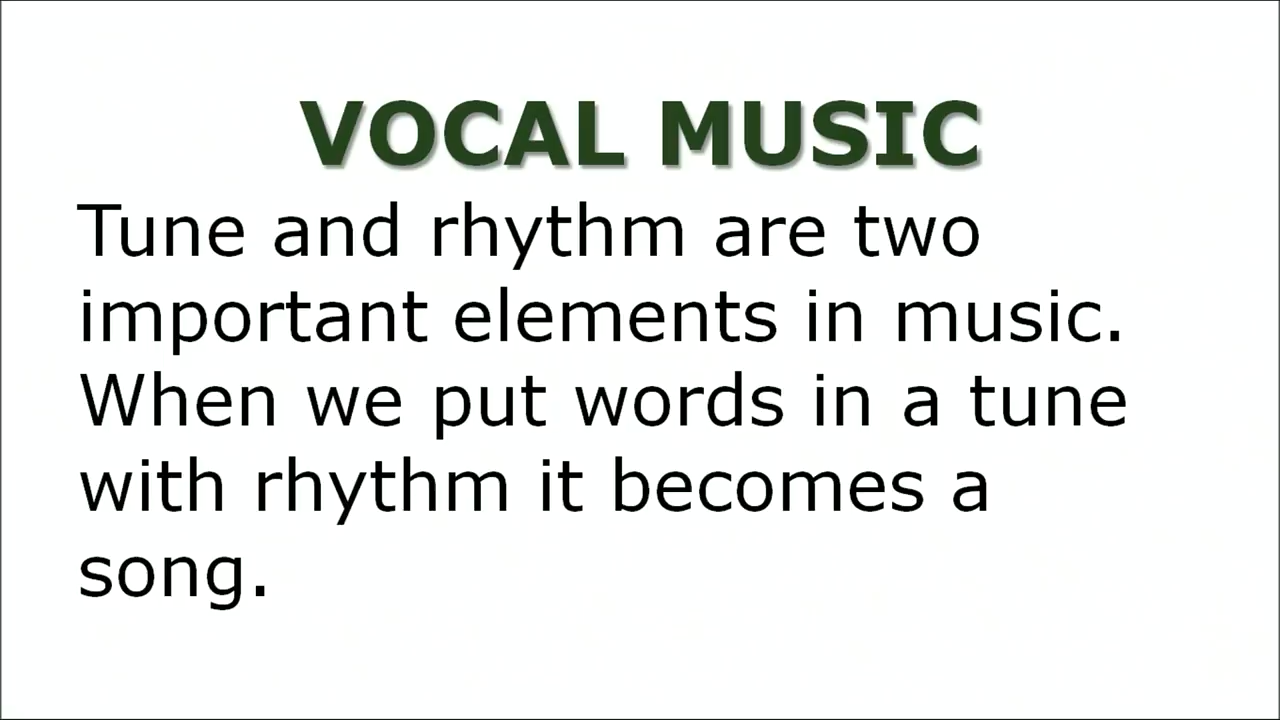 VOCAL MUSIC
Tune and rhythm are two
important elements in music.
When we put words in a tune
with rhythm it becomes a
song.